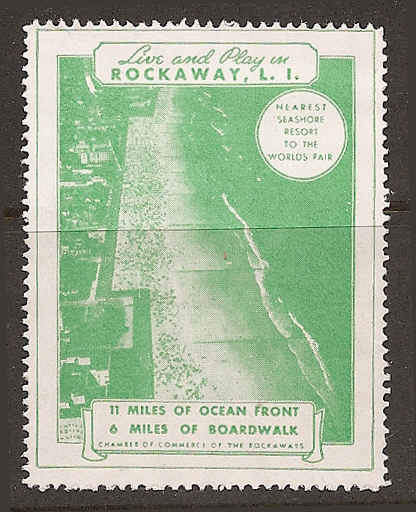 Live and Play in
ROCKAWAY, L. I.
NEAREST
SEASHORE
RESORT
TO THE
WORLDS FAIR
11 MILES OF OCEAN FRONT
6 MILES OF BOARDWALK
CHAMBER OF COMMERCE OF THE ROCKAWAYS